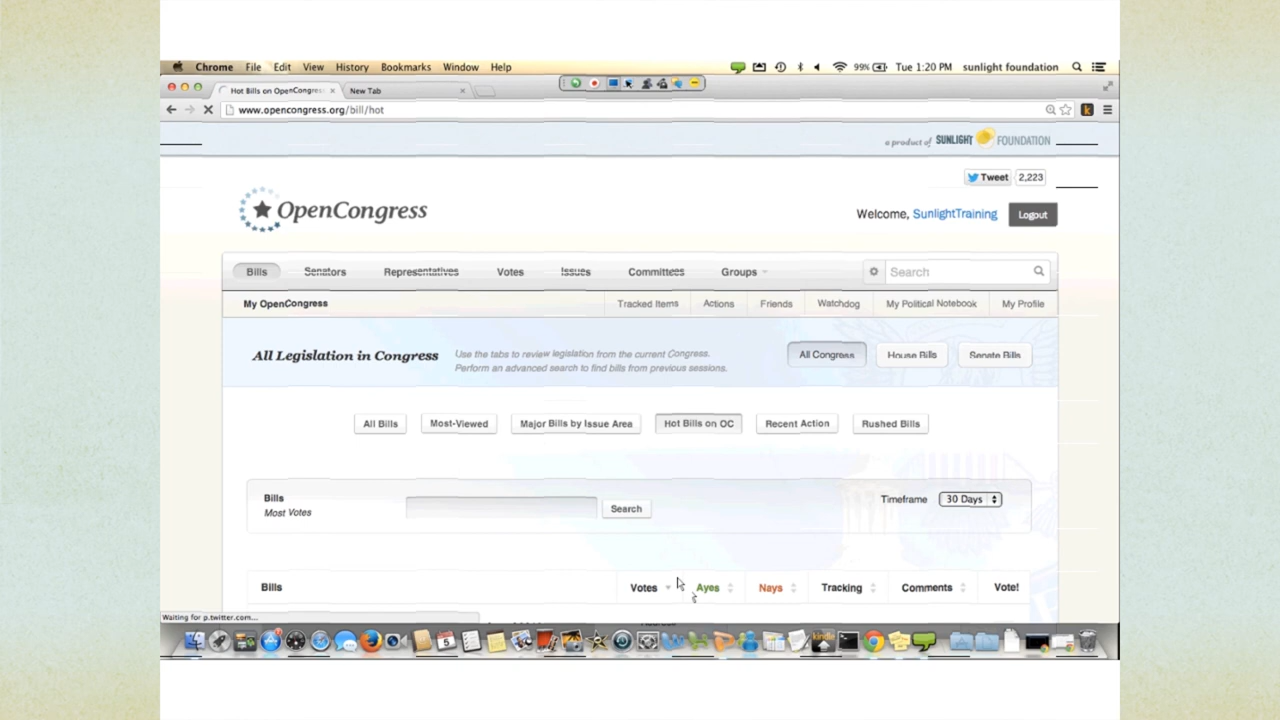 Chrome File Edit View History Bookmarks Window Help 99% Tue 1:20 PM sunlight foundation
Hot Bills on OpenCongres New Tab
www.opencongress.org/bill/hot
a product of SUNLIGHT FOUNDATION
Tweet 2,223
OpenCongress
Welcome, SunlightTraining Logout
Bills Senators Representatives Votes Issues Committees Groups Search
My OpenCongress Tracked Items Actions Friends Watchdog My Political Notebook My Profile
All Legislation in Congress
Use the tabs to review legislation from the current Congress.
Perform an advanced search to find bills from previous sessions.
All Congress House Bills Senate Bills
All Bills Most-Viewed Major Bills by Issue Area Hot Bills on OC Recent Action Rushed Bills
Bills
Most Votes
Search
Timeframe 30 Days
Bills Votes Ayes Nays Tracking Comments Vote!
Waiting for p.twitter.com...
5
kindle